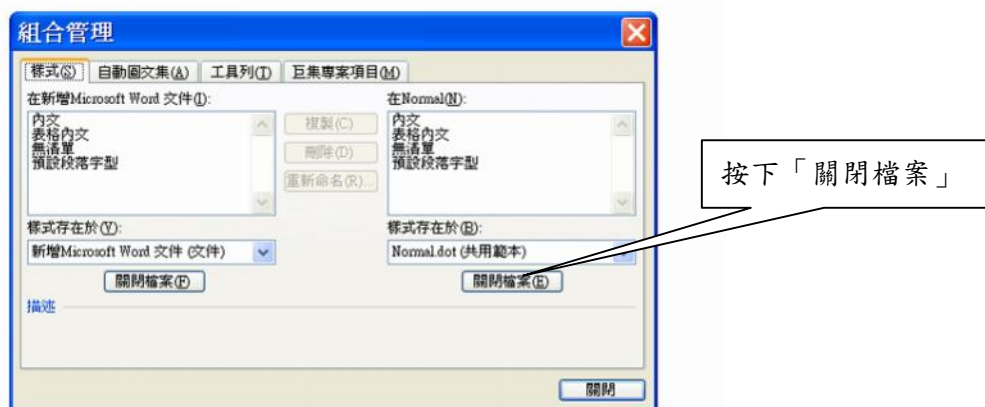 組合管理
樣式(S) 自動圖文集(A) 工具列(T) 巨集專案項目(M)
在新增Microsoft Word 文件(I):
內文
表格內文
無清單
預設段落字型
複製(C)
刪除(D)
重新命名(R)...
在Normal(N):
內文
表格內文
無清單
預設段落字型
樣式存在於(V):
新增Microsoft Word 文件 (文件)
關閉檔案(F)
樣式存在於(B):
Normal.dot (共用範本)
關閉檔案(E)
按下「關閉檔案」
描述
關閉